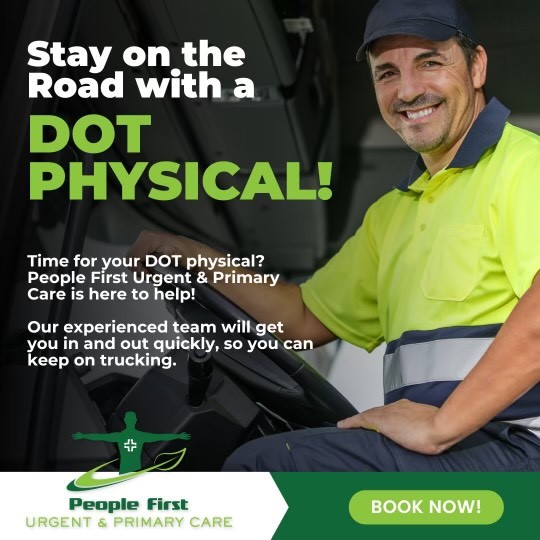 Stay on the
Road with a
DOT
PHYSICAL!
Time for your DOT physical?
People First Urgent & Primary
Care is here to help!
Our experienced team will get
you in and out quickly, so you can
keep on trucking.
People First
URGENT & PRIMARY CARE
BOOK NOW!